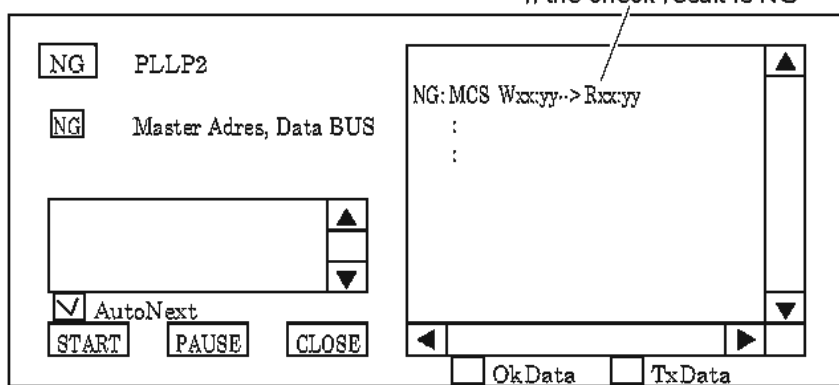 If the check result is NG
NG PLLP2
NG Master Adres, Data BUS
AutoNext
START PAUSE CLOSE
NG: MCS Wxx:yy--> Rxx:yy
:
:
OkData TxData